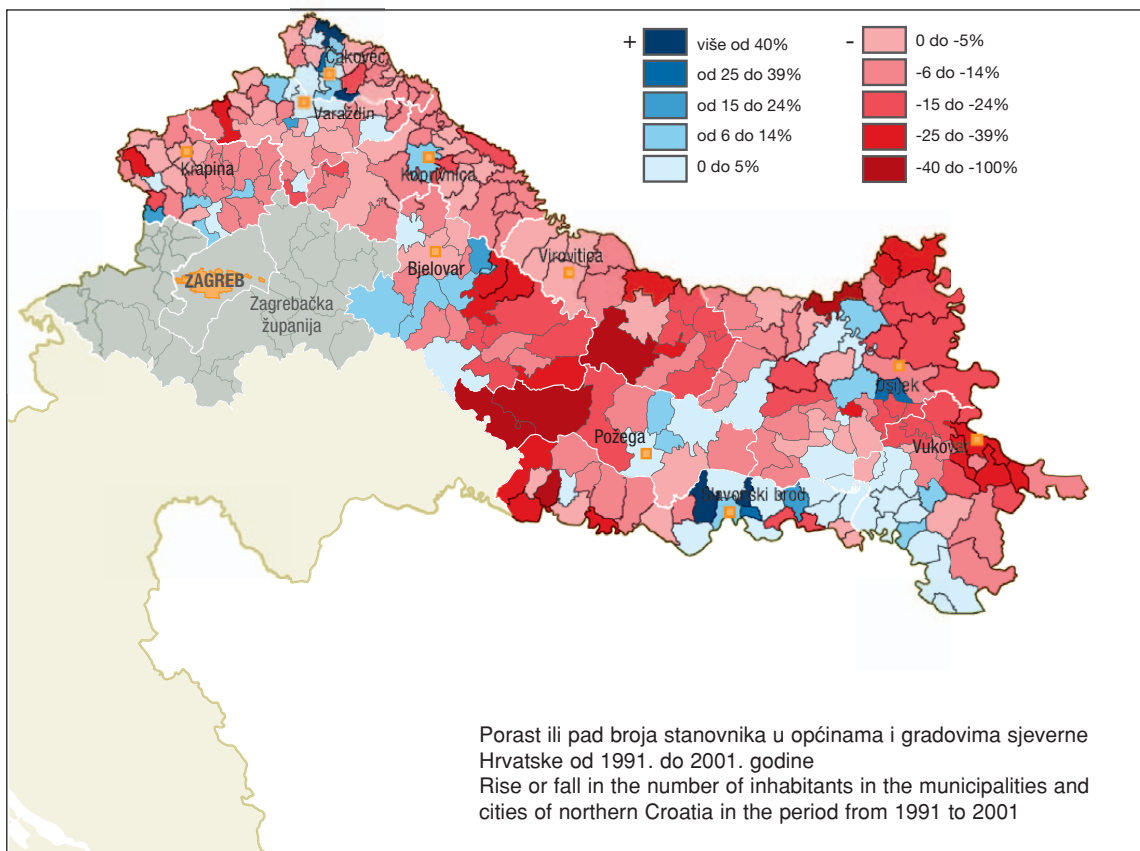 +
više od 40%
od 25 do 39%
od 15 do 24%
od 6 do 14%
0 do 5%
-
0 do -5%
-6 do -14%
-15 do -24%
-25 do -39%
-40 do -100%
Čakovec
Varaždin
Krapina
Koprivnica
Virovitica
Bjelovar
ZAGREB
Zagrebačka
županija
Osijek
Požega
Vukovar
Slavonski brod
Porast ili pad broja stanovnika u općinama i gradovima sjeverne
Hrvatske od 1991. do 2001. godine
Rise or fall in the number of inhabitants in the municipalities and
cities of northern Croatia in the period from 1991 to 2001